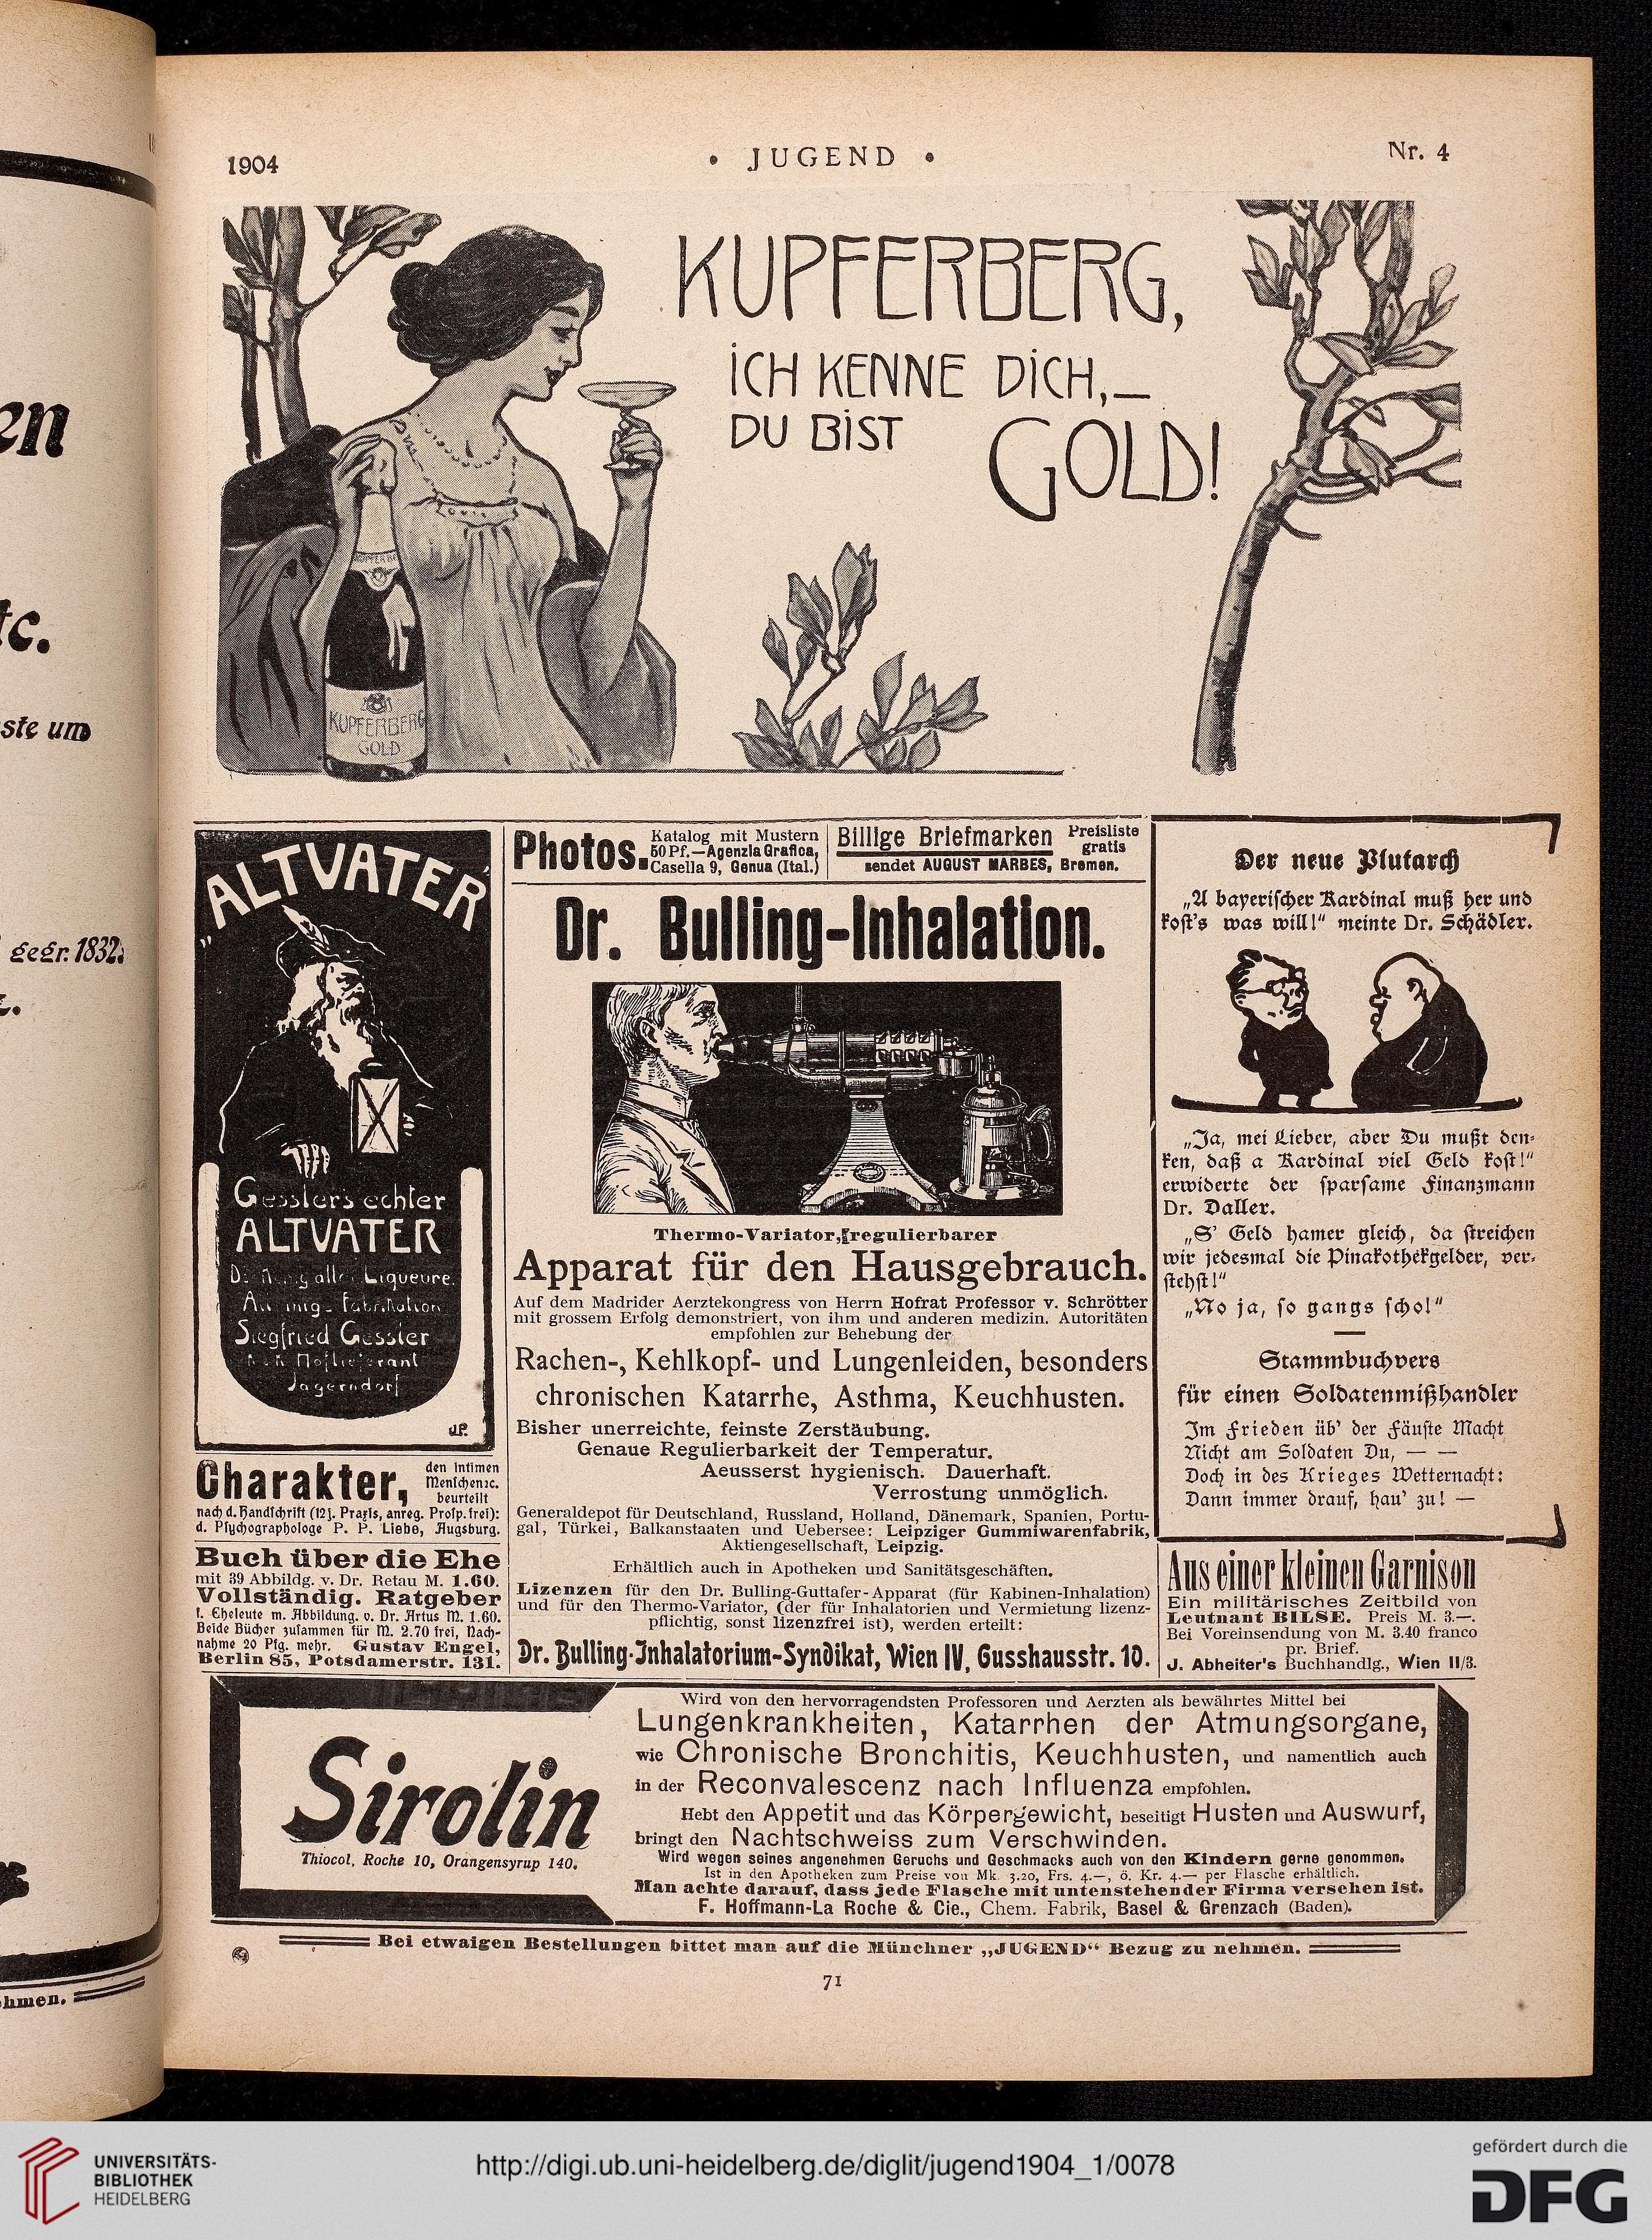 1904
• JUGEND •
Nr. 4
KUPFERBERG,
ICH KENNE DICH,—
DU BIST GOLD!
KUPFERBERG
GOLD
„ALTVATER"
Gesslers echter
ALTVATER
Liqueure.
Siegfried Gessler
Jägerndorf
Charakter, den intimen
Menschen ꝛc.
beurteilt
nach d. Handschrift (12j. Praxis, anreg. Prosp. frei):
d. Psychographologe P. P. Liebe, Augsburg.
Buch über die Ehe
mit 39 Abbildg. v. Dr. Retau M. 1.60.
Vollständig. Ratgeber
f. Eheleute m. Abbildung. v. Dr. Artus M. 1.60.
Beide Bücher zusammen für M. 2.70 frei, Nach-
nahme 20 Pfg. mehr. Gustav Engel,
Berlin 85, Potsdamerstr. 131.
Photos. Katalog mit Mustern
50 Pf.—Agenzia Grafica,
Casella 9, Genua (Ital.)
Billige Briefmarken Preisliste
gratis
sendet AUGUST MARBES, Bremen.
Dr. Bulling-Inhalation.
Thermo-Variator, regulierbarer
Apparat für den Hausgebrauch.
Auf dem Madrider Aerztekongress von Herrn Hofrat Professor v. Schrötter
mit grossem Erfolg demonstriert, von ihm und anderen medizin. Autoritäten
empfohlen zur Behebung der
Rachen-, Kehlkopf- und Lungenleiden, besonders
chronischen Katarrhe, Asthma, Keuchhusten.
Bisher unerreichte, feinste Zerstäubung.
Genaue Regulierbarkeit der Temperatur.
Aeusserst hygienisch. Dauerhaft.
Verrostung unmöglich.
Generaldepot für Deutschland, Russland, Holland, Dänemark, Spanien, Portu-
gal, Türkei, Balkanstaaten und Uebersee: Leipziger Gummiwarenfabrik,
Aktiengesellschaft, Leipzig.
Erhältlich auch in Apotheken und Sanitätsgeschäften.
Lizenzen für den Dr. Bulling-Guttafer-Apparat (für Kabinen-Inhalation)
und für den Thermo-Variator, (der für Inhalatorien und Vermietung lizenz-
pflichtig, sonst lizenzfrei ist), werden erteilt:
Dr. Bulling-Inhalatorium-Syndikat, Wien IV, Gusshausstr. 10.
Der neue Plutarch
„A bayerischer Kardinal muß her und
kost's was will!" meinte Dr. Schädler.
„Ja, mei Lieber, aber Du mußt den-
ken, daß a Kardinal viel Geld kost!"
erwiderte der sparsame Finanzmann
Dr. Daller.
„S' Geld hamer gleich, da streichen
wir jedesmal die Pinakothekgelder, ver-
stehst!"
„No ja, so gangs scho!"
Stammbuchvers
für einen Soldatenmißhandler
Im Frieden üb' der Fäuste Macht
Nicht am Soldaten Du, — —
Doch in des Krieges Wetternacht:
Dann immer drauf, hau' zu! —
Aus einer kleinen Garnison
Ein militärisches Zeitbild von
Leutnant BILSE. Preis M. 3.—.
Bei Voreinsendung von M. 3.40 franco
pr. Brief.
J. Abheiter's Buchhandlg., Wien II/3.
Sirolin
Thiocol, Roche 10, Orangensyrup 140.
Wird von den hervorragendsten Professoren und Aerzten als bewährtes Mittel bei
Lungenkrankheiten, Katarrhen der Atmungsorgane,
wie Chronische Bronchitis, Keuchhusten, und namentlich auch
in der Reconvalescenz nach Influenza empfohlen.
Hebt den Appetit und das Körpergewicht, beseitigt Husten und Auswurf,
bringt den Nachtschweiss zum Verschwinden.
Wird wegen seines angenehmen Geruchs und Geschmacks auch von den Kindern gerne genommen.
Ist in den Apotheken zum Preise von Mk. 3.20, Frs. 4.—, ö. Kr. 4.— per Flasche erhältlich.
Man achte darauf, dass jede Flasche mit untenstehender Firma versehen ist.
F. Hoffmann-La Roche & Cie., Chem. Fabrik, Basel & Grenzach (Baden).
Bei etwaigen Bestellungen bittet man auf die Münchner „JUGEND" Bezug zu nehmen.
71
en
tc.
ste um
gegr. 1832.
hmen.
UNIVERSITÄTS-
BIBLIOTHEK
HEIDELBERG
http://digi.ub.uni-heidelberg.de/diglit/jugend1904_1/0078
gefördert durch die
DFG